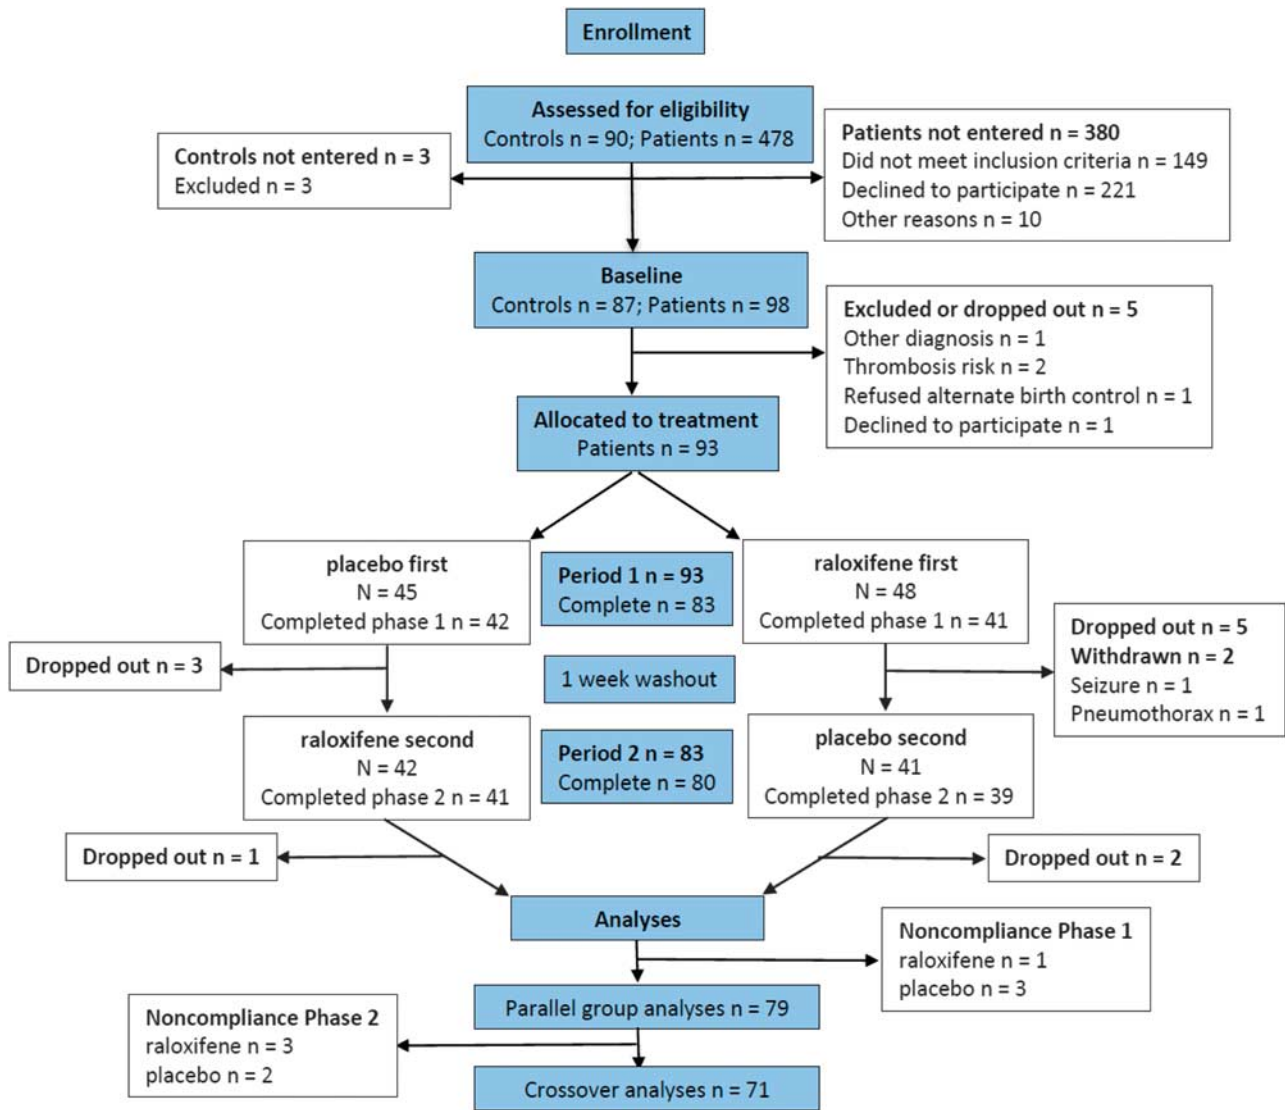 Enrollment
Assessed for eligibility
Controls n = 90; Patients n = 478
Controls not entered n = 3
Excluded n = 3
Patients not entered n = 380
Did not meet inclusion criteria n = 149
Declined to participate n = 221
Other reasons n = 10
Baseline
Controls n = 87; Patients n = 98
Excluded or dropped out n = 5
Other diagnosis n = 1
Thrombosis risk n = 2
Refused alternate birth control n = 1
Declined to participate n = 1
Allocated to treatment
Patients n = 93
placebo first
N = 45
Completed phase 1 n = 42
Period 1 n = 93
Complete n = 83
raloxifene first
N = 48
Completed phase 1 n = 41
Dropped out n = 3
1 week washout
Dropped out n = 5
Withdrawn n = 2
Seizure n = 1
Pneumothorax n = 1
raloxifene second
N = 42
Completed phase 2 n = 41
Period 2 n = 83
Complete n = 80
placebo second
N = 41
Completed phase 2 n = 39
Dropped out n = 1
Dropped out n = 2
Analyses
Noncompliance Phase 1
raloxifene n = 1
placebo n = 3
Parallel group analyses n = 79
Noncompliance Phase 2
raloxifene n = 3
placebo n = 2
Crossover analyses n = 71